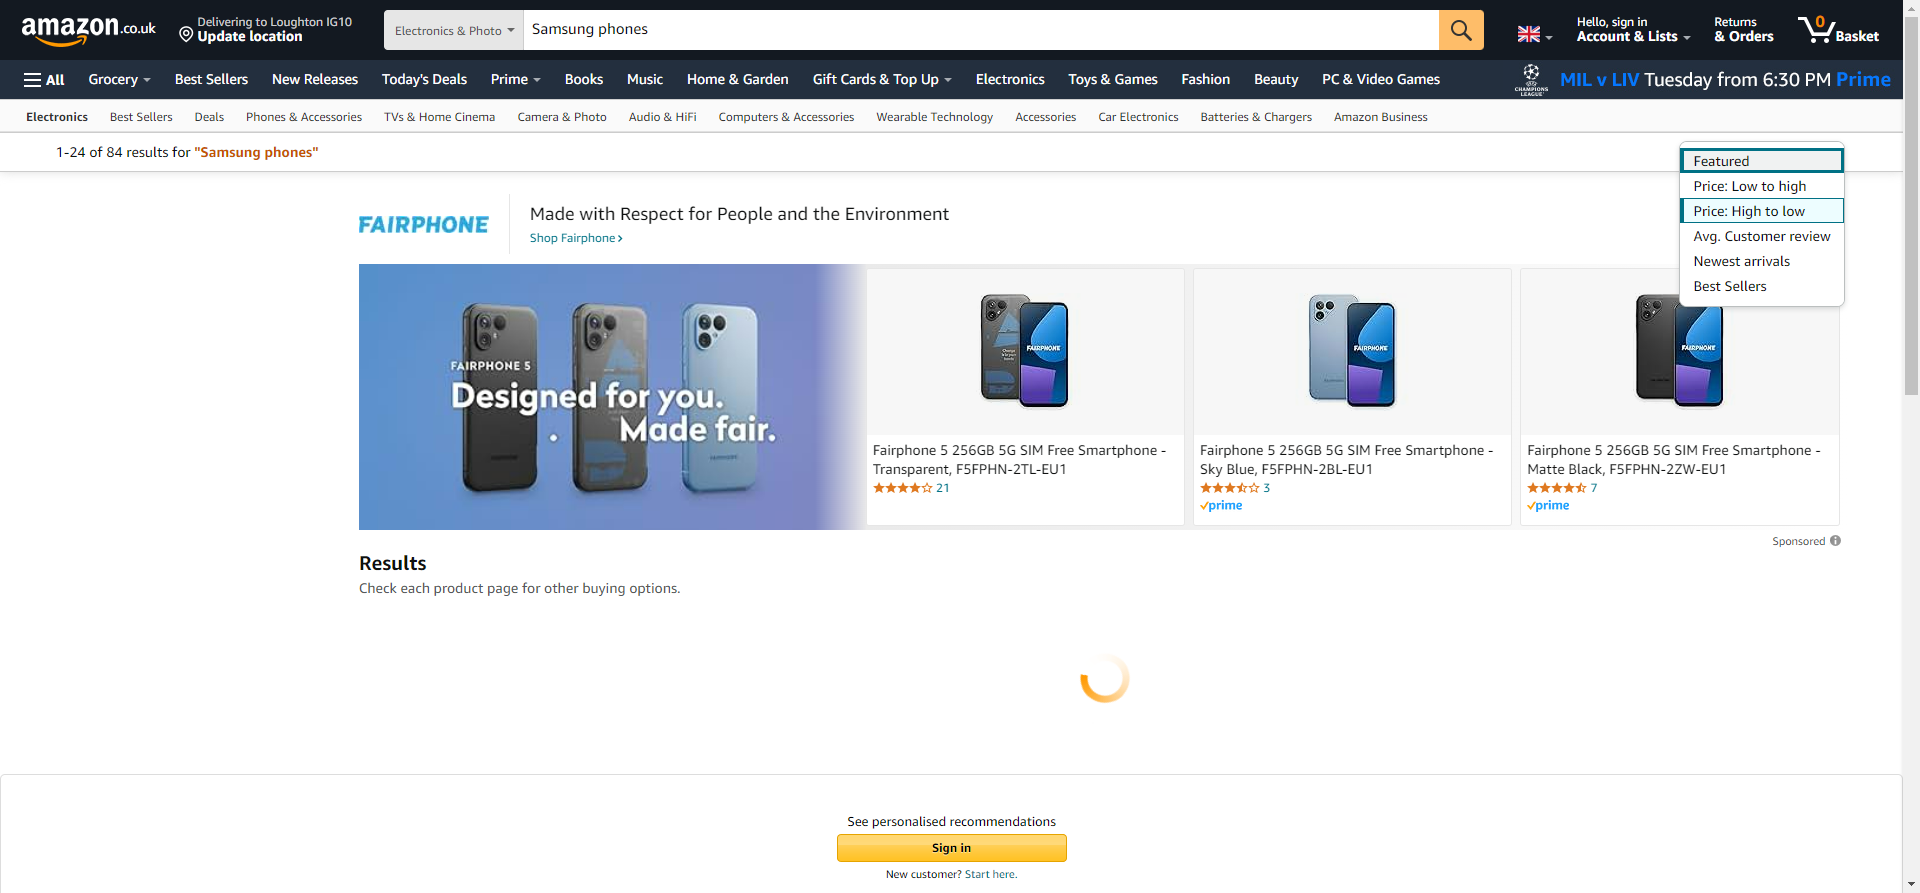 amazon.co.uk
Delivering to Loughton IG10
Update location
Electronics & Photo
Samsung phones
Hello, sign in
Account & Lists
Returns
& Orders
0
Basket
All
Grocery
Best Sellers
New Releases
Today's Deals
Prime
Books
Music
Home & Garden
Gift Cards & Top Up
Electronics
Toys & Games
Fashion
Beauty
PC & Video Games
CHAMPIONS
LEAGUE
MIL v LIV Tuesday from 6:30 PM Prime
Electronics
Best Sellers
Deals
Phones & Accessories
TVs & Home Cinema
Camera & Photo
Audio & HiFi
Computers & Accessories
Wearable Technology
Accessories
Car Electronics
Batteries & Chargers
Amazon Business
1-24 of 84 results for "Samsung phones"
Featured
Price: Low to high
Price: High to low
Avg. Customer review
Newest arrivals
Best Sellers
FAIRPHONE
Made with Respect for People and the Environment
Shop Fairphone
FAIRPHONE 5
Designed for you.
Made fair.
FAIRPHONE
FAIRPHONE
FAIRPHONE
Fairphone 5 256GB 5G SIM Free Smartphone -
Transparent, F5FPHN-2TL-EU1
21
Fairphone 5 256GB 5G SIM Free Smartphone -
Sky Blue, F5FPHN-2BL-EU1
3
prime
Fairphone 5 256GB 5G SIM Free Smartphone -
Matte Black, F5FPHN-2ZW-EU1
7
prime
Sponsored
Results
Check each product page for other buying options.
See personalised recommendations
Sign in
New customer? Start here.